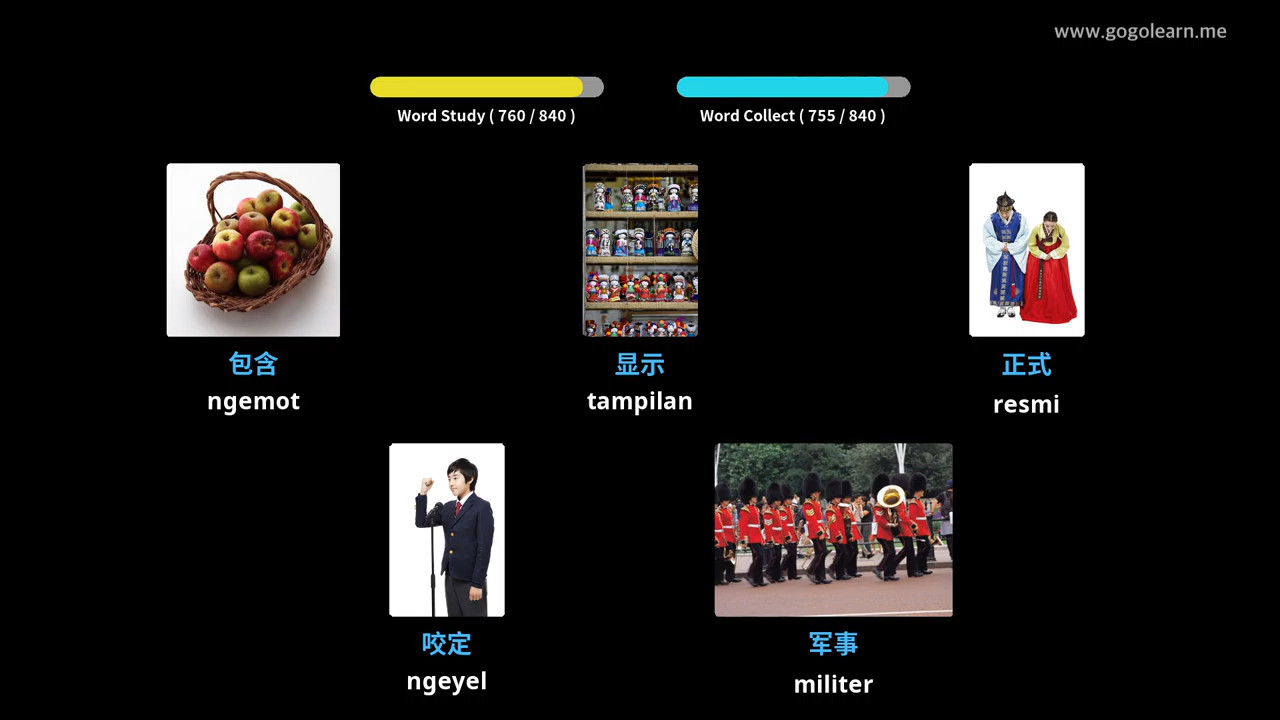 www.gogolearn.me
Word Study ( 760 / 840 )
Word Collect ( 755 / 840 )
包含
ngemot
显示
tampilan
正式
resmi
咬定
ngeyel
军事
militer